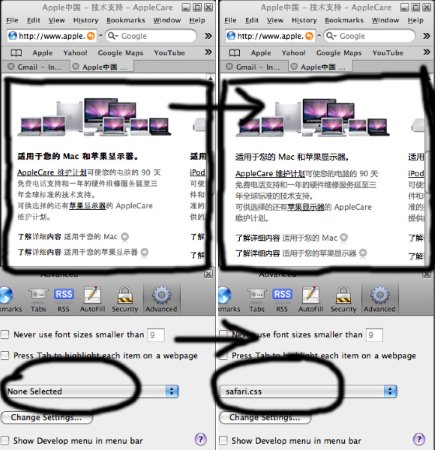 Apple中国 - 技术支持 - AppleCare
File Edit View History Bookmarks Window Help
http://www.apple. Google
Apple Yahoo! Google Maps YouTube
Gmail - In... Apple中国 ...
适用于您的 Mac 和苹果显示器。
AppleCare 维护计划可使您的电脑的 90 天
免费电话支持和一年的硬件维修服务延至三
年全球标准的技术支持。
可供选择的还有苹果显示器的 AppleCare
维护计划。
了解详细内容 适用于您的 Mac
了解详细内容 适用于您的苹果显示器
适用
iPod
Advanced
kmarks Tabs RSS AutoFill Security Advanced
Never use font sizes smaller than 9
Press Tab to highlight each item on a webpage
None Selected
Change Settings...
Show Develop menu in menu bar
Apple中国 - 技术支持 - AppleCare
File Edit View History Bookmarks Window Help
http://www.apple. Google
Apple Yahoo! Google Maps YouTube
Gmail - In... Apple中国 ...
适用于您的 Mac 和苹果显示器。
AppleCare 维护计划可使您的电脑的 90 天
免费电话支持和一年的硬件维修服务延至三
年全球标准的技术支持。
可供选择的还有苹果显示器的 AppleCare
维护计划。
了解详细内容 适用于您的 Mac
了解详细内容 适用于您的苹果显示器
iPod
Advanced
kmarks Tabs RSS AutoFill Security Advanced
Never use font sizes smaller than 9
Press Tab to highlight each item on a webpage
safari.css
Change Settings...
Show Develop menu in menu bar